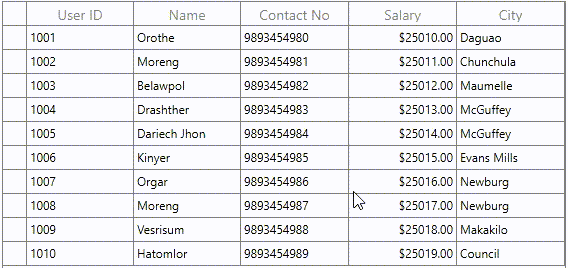 User ID Name Contact No Salary City
1001 Orothe 9893454980 $25010.00 Daguao
1002 Moreng 9893454981 $25011.00 Chunchula
1003 Belawpol 9893454982 $25012.00 Maumelle
1004 Drashther 9893454983 $25013.00 McGuffey
1005 Dariech Jhon 9893454984 $25014.00 McGuffey
1006 Kinyer 9893454985 $25015.00 Evans Mills
1007 Orgar 9893454986 $25016.00 Newburg
1008 Moreng 9893454987 $25017.00 Newburg
1009 Vesrisum 9893454988 $25018.00 Makakilo
1010 Hatomlor 9893454989 $25019.00 Council